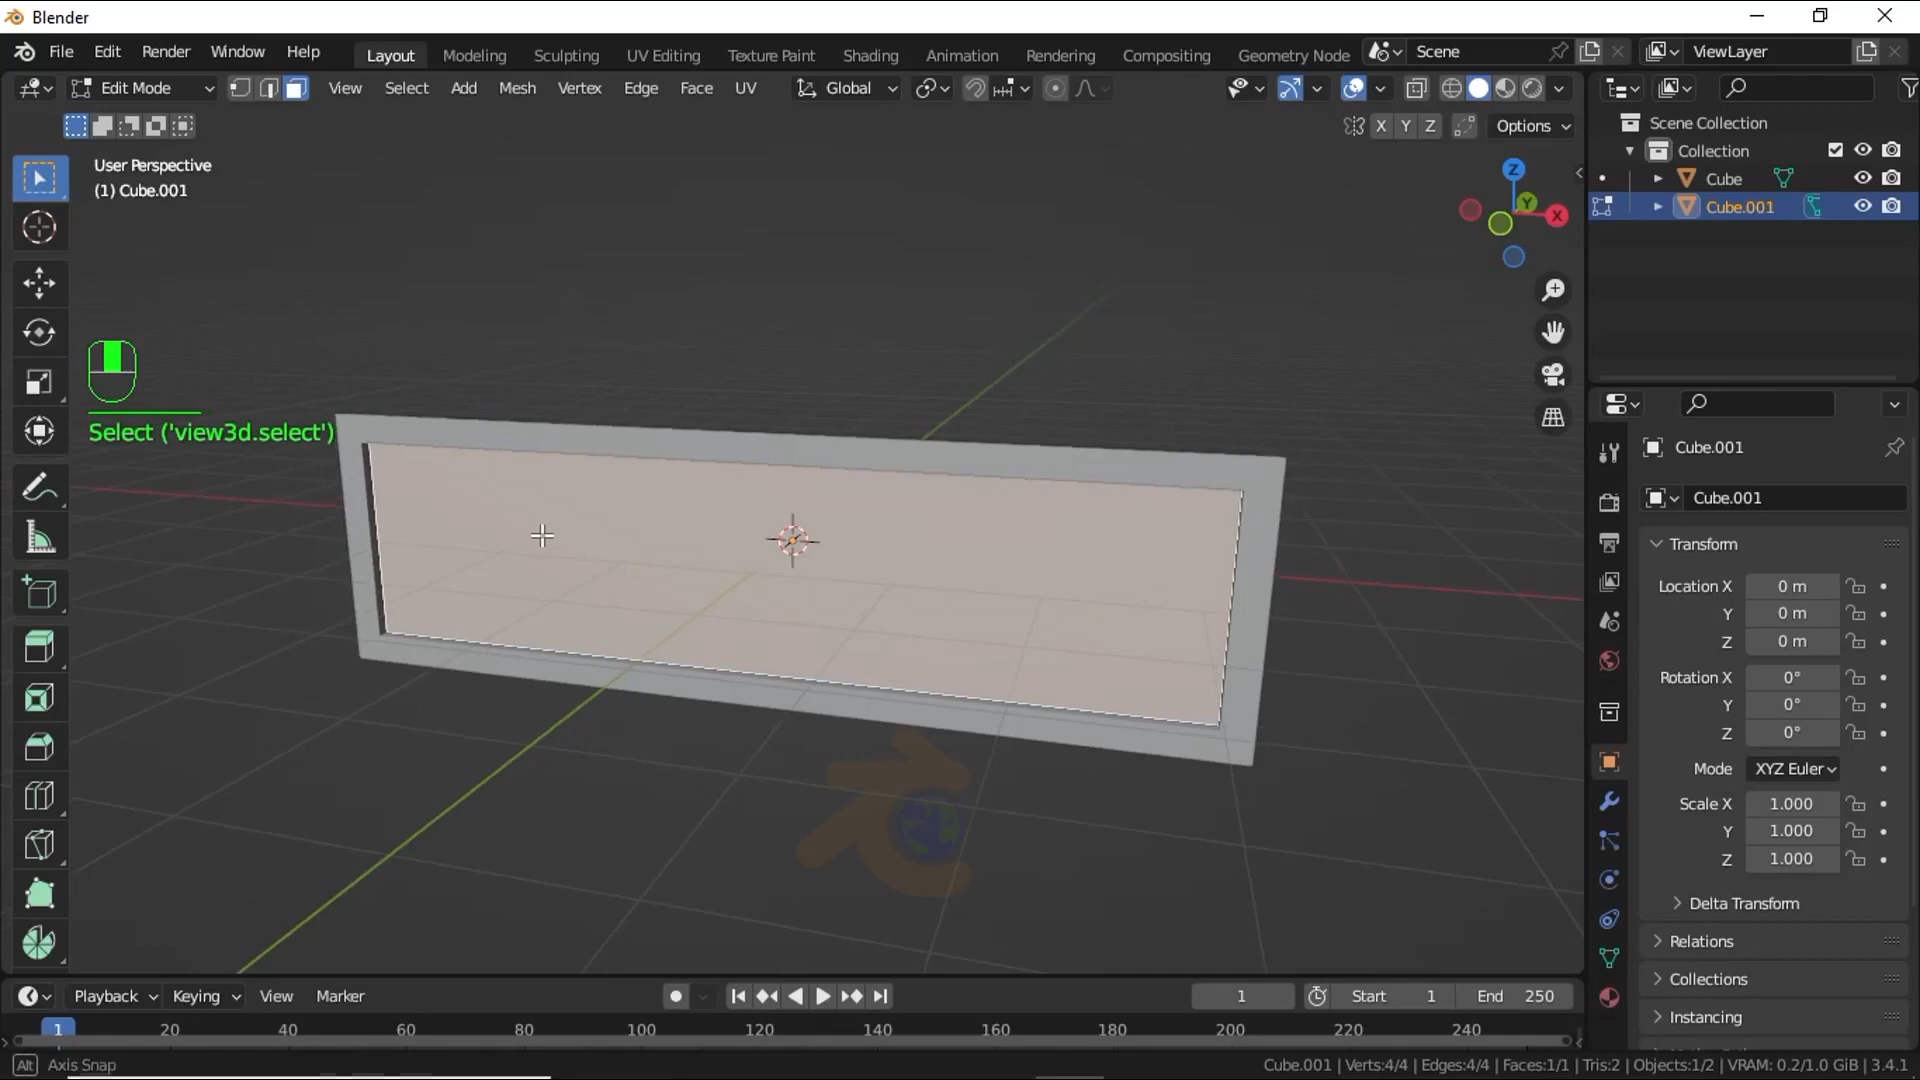 Blender
File Edit Render Window Help Layout Modeling Sculpting UV Editing Texture Paint Shading Animation Rendering Compositing Geometry Node Scene ViewLayer
Edit Mode View Select Add Mesh Vertex Edge Face UV Global
X Y Z Options
User Perspective
(1) Cube.001
Z
Y
X
Select ('view3d.select')
Scene Collection
Collection
Cube
Cube.001
Cube.001
Cube.001
Transform
Location X 0 m
Y 0 m
Z 0 m
Rotation X 0°
Y 0°
Z 0°
Mode XYZ Euler
Scale X 1.000
Y 1.000
Z 1.000
Delta Transform
Relations
Collections
Instancing
Playback Keying View Marker 1 Start 1 End 250
1 20 40 60 80 100 120 140 160 180 200 220 240
Alt Axis Snap Cube.001 | Verts:4/4 | Edges:4/4 | Faces:1/1 | Tris:2 | Objects:1/2 | VRAM: 0.2/1.0 GiB | 3.4.1